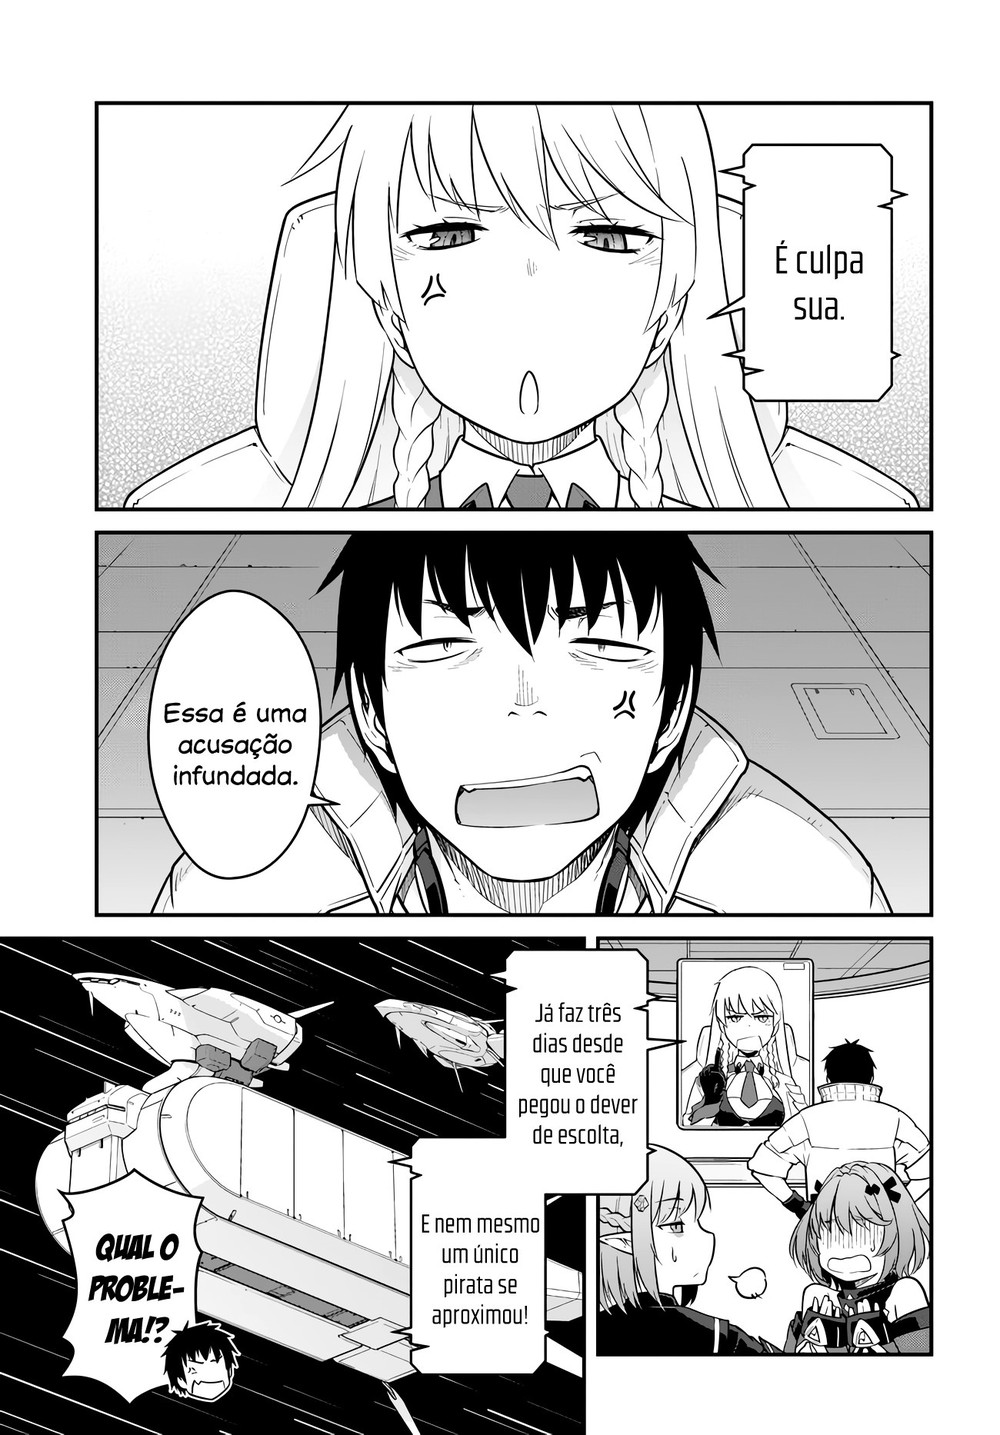 É culpa
sua.
Essa é uma
acusação
infundada.
Já faz três
dias desde
que você
pegou o dever
de escolta,
E nem mesmo
um único
pirata se
aproximou!
QUAL O
PROBLE-
MA!?